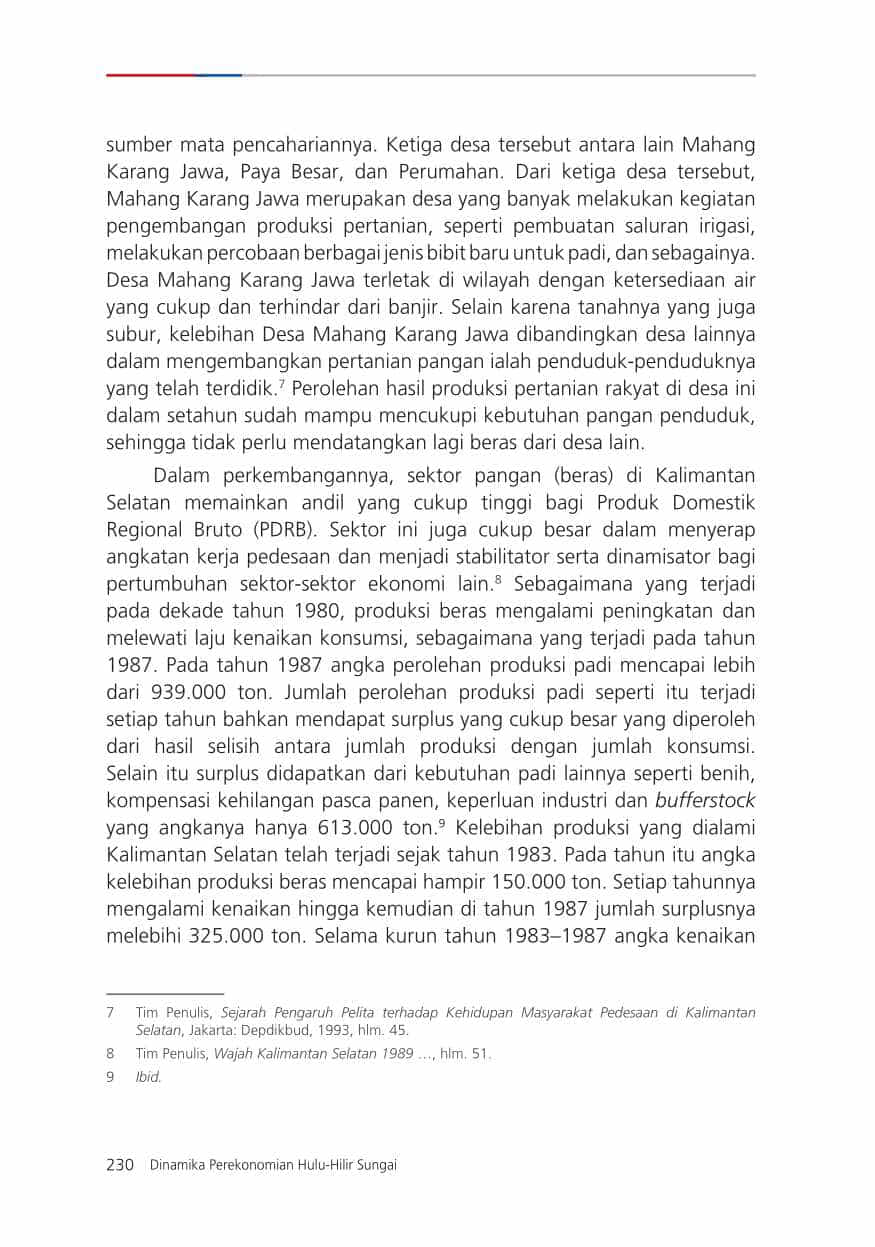 sumber mata pencahariannya. Ketiga desa tersebut antara lain Mahang
Karang Jawa, Paya Besar, dan Perumahan. Dari ketiga desa tersebut,
Mahang Karang Jawa merupakan desa yang banyak melakukan kegiatan
pengembangan produksi pertanian, seperti pembuatan saluran irigasi,
melakukan percobaan berbagai jenis bibit baru untuk padi, dan sebagainya.
Desa Mahang Karang Jawa terletak di wilayah dengan ketersediaan air
yang cukup dan terhindar dari banjir. Selain karena tanahnya yang juga
subur, kelebihan Desa Mahang Karang Jawa dibandingkan desa lainnya
dalam mengembangkan pertanian pangan ialah penduduk-penduduknya
yang telah terdidik.⁷ Perolehan hasil produksi pertanian rakyat di desa ini
dalam setahun sudah mampu mencukupi kebutuhan pangan penduduk,
sehingga tidak perlu mendatangkan lagi beras dari desa lain.
Dalam perkembangannya, sektor pangan (beras) di Kalimantan
Selatan memainkan andil yang cukup tinggi bagi Produk Domestik
Regional Bruto (PDRB). Sektor ini juga cukup besar dalam menyerap
angkatan kerja pedesaan dan menjadi stabilitator serta dinamisator bagi
pertumbuhan sektor-sektor ekonomi lain.⁸ Sebagaimana yang terjadi
pada dekade tahun 1980, produksi beras mengalami peningkatan dan
melewati laju kenaikan konsumsi, sebagaimana yang terjadi pada tahun
1987. Pada tahun 1987 angka perolehan produksi padi mencapai lebih
dari 939.000 ton. Jumlah perolehan produksi padi seperti itu terjadi
setiap tahun bahkan mendapat surplus yang cukup besar yang diperoleh
dari hasil selisih antara jumlah produksi dengan jumlah konsumsi.
Selain itu surplus didapatkan dari kebutuhan padi lainnya seperti benih,
kompensasi kehilangan pasca panen, keperluan industri dan bufferstock
yang angkanya hanya 613.000 ton.⁹ Kelebihan produksi yang dialami
Kalimantan Selatan telah terjadi sejak tahun 1983. Pada tahun itu angka
kelebihan produksi beras mencapai hampir 150.000 ton. Setiap tahunnya
mengalami kenaikan hingga kemudian di tahun 1987 jumlah surplusnya
melebihi 325.000 ton. Selama kurun tahun 1983–1987 angka kenaikan
7 Tim Penulis, Sejarah Pengaruh Pelita terhadap Kehidupan Masyarakat Pedesaan di Kalimantan
Selatan, Jakarta: Depdikbud, 1993, hlm. 45.
8 Tim Penulis, Wajah Kalimantan Selatan 1989 …, hlm. 51.
9 Ibid.
230 Dinamika Perekonomian Hulu-Hilir Sungai